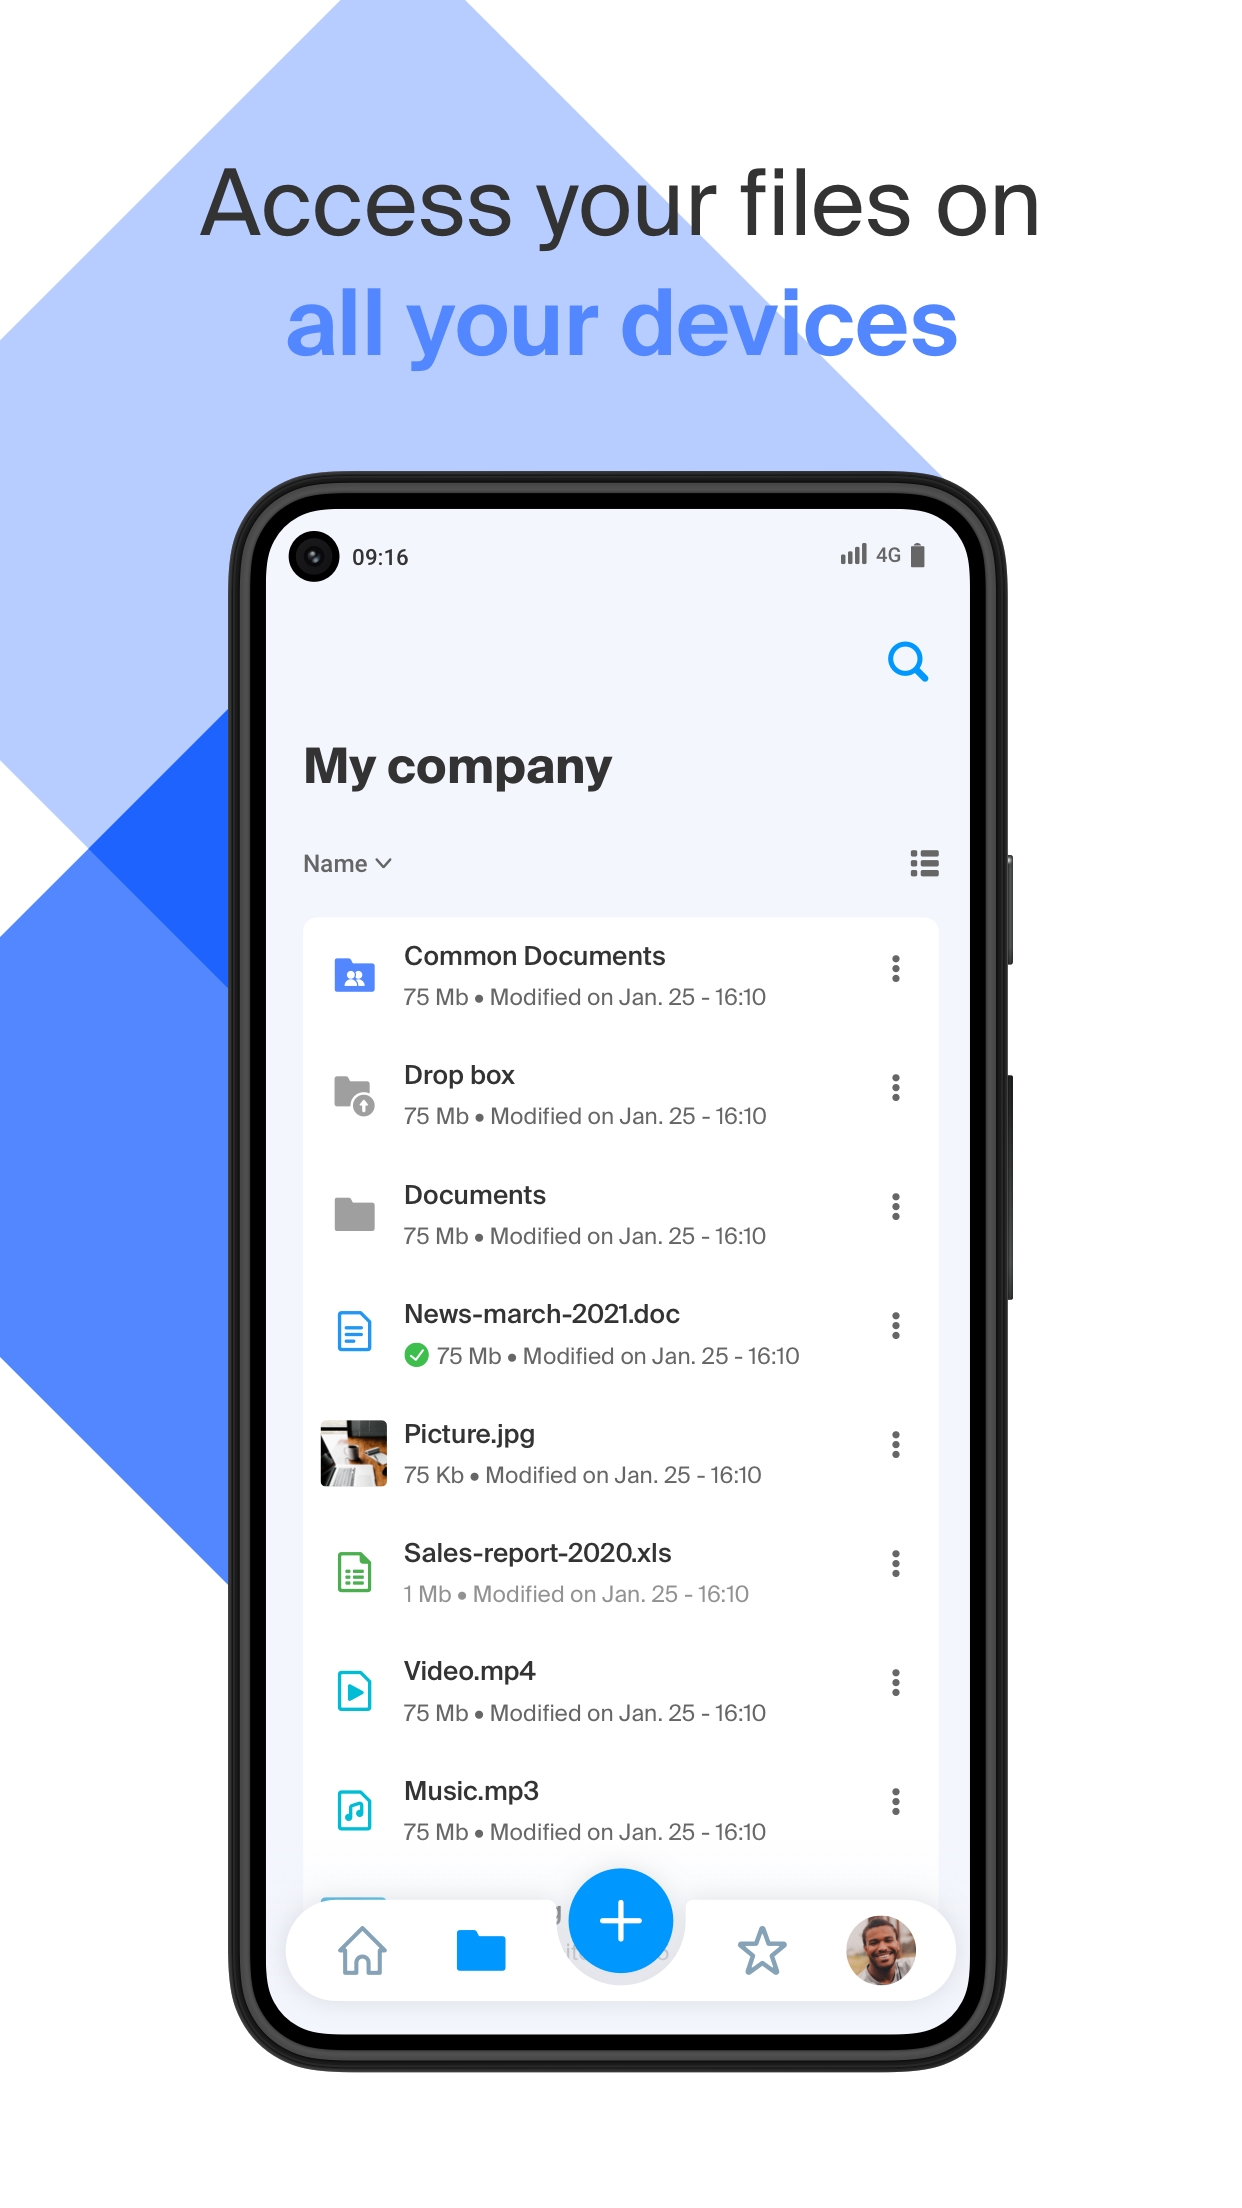 Access your files on
all your devices
09:16
4G
My company
Name
Common Documents
75 Mb • Modified on Jan. 25 - 16:10
Drop box
75 Mb • Modified on Jan. 25 - 16:10
Documents
75 Mb • Modified on Jan. 25 - 16:10
News-march-2021.doc
75 Mb • Modified on Jan. 25 - 16:10
Picture.jpg
75 Kb • Modified on Jan. 25 - 16:10
Sales-report-2020.xls
1 Mb • Modified on Jan. 25 - 16:10
Video.mp4
75 Mb • Modified on Jan. 25 - 16:10
Music.mp3
75 Mb • Modified on Jan. 25 - 16:10